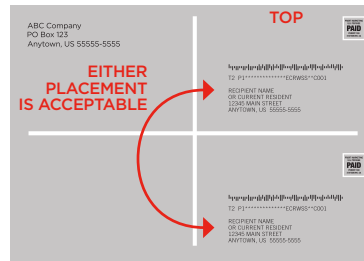 TOP
ABC Company
PO Box 123
Anytown, US 55555-5555
PAID
EITHER
PLACEMENT
IS ACCEPTABLE
T2 P1**************ECRWSS**C001
RECIPIENT NAME
OR CURRENT RESIDENT
12345 MAIN STREET
ANYTOWN, US 55555-5555
PAID
T2 P1**************ECRWSS**C001
RECIPIENT NAME
OR CURRENT RESIDENT
12345 MAIN STREET
ANYTOWN, US 55555-5555